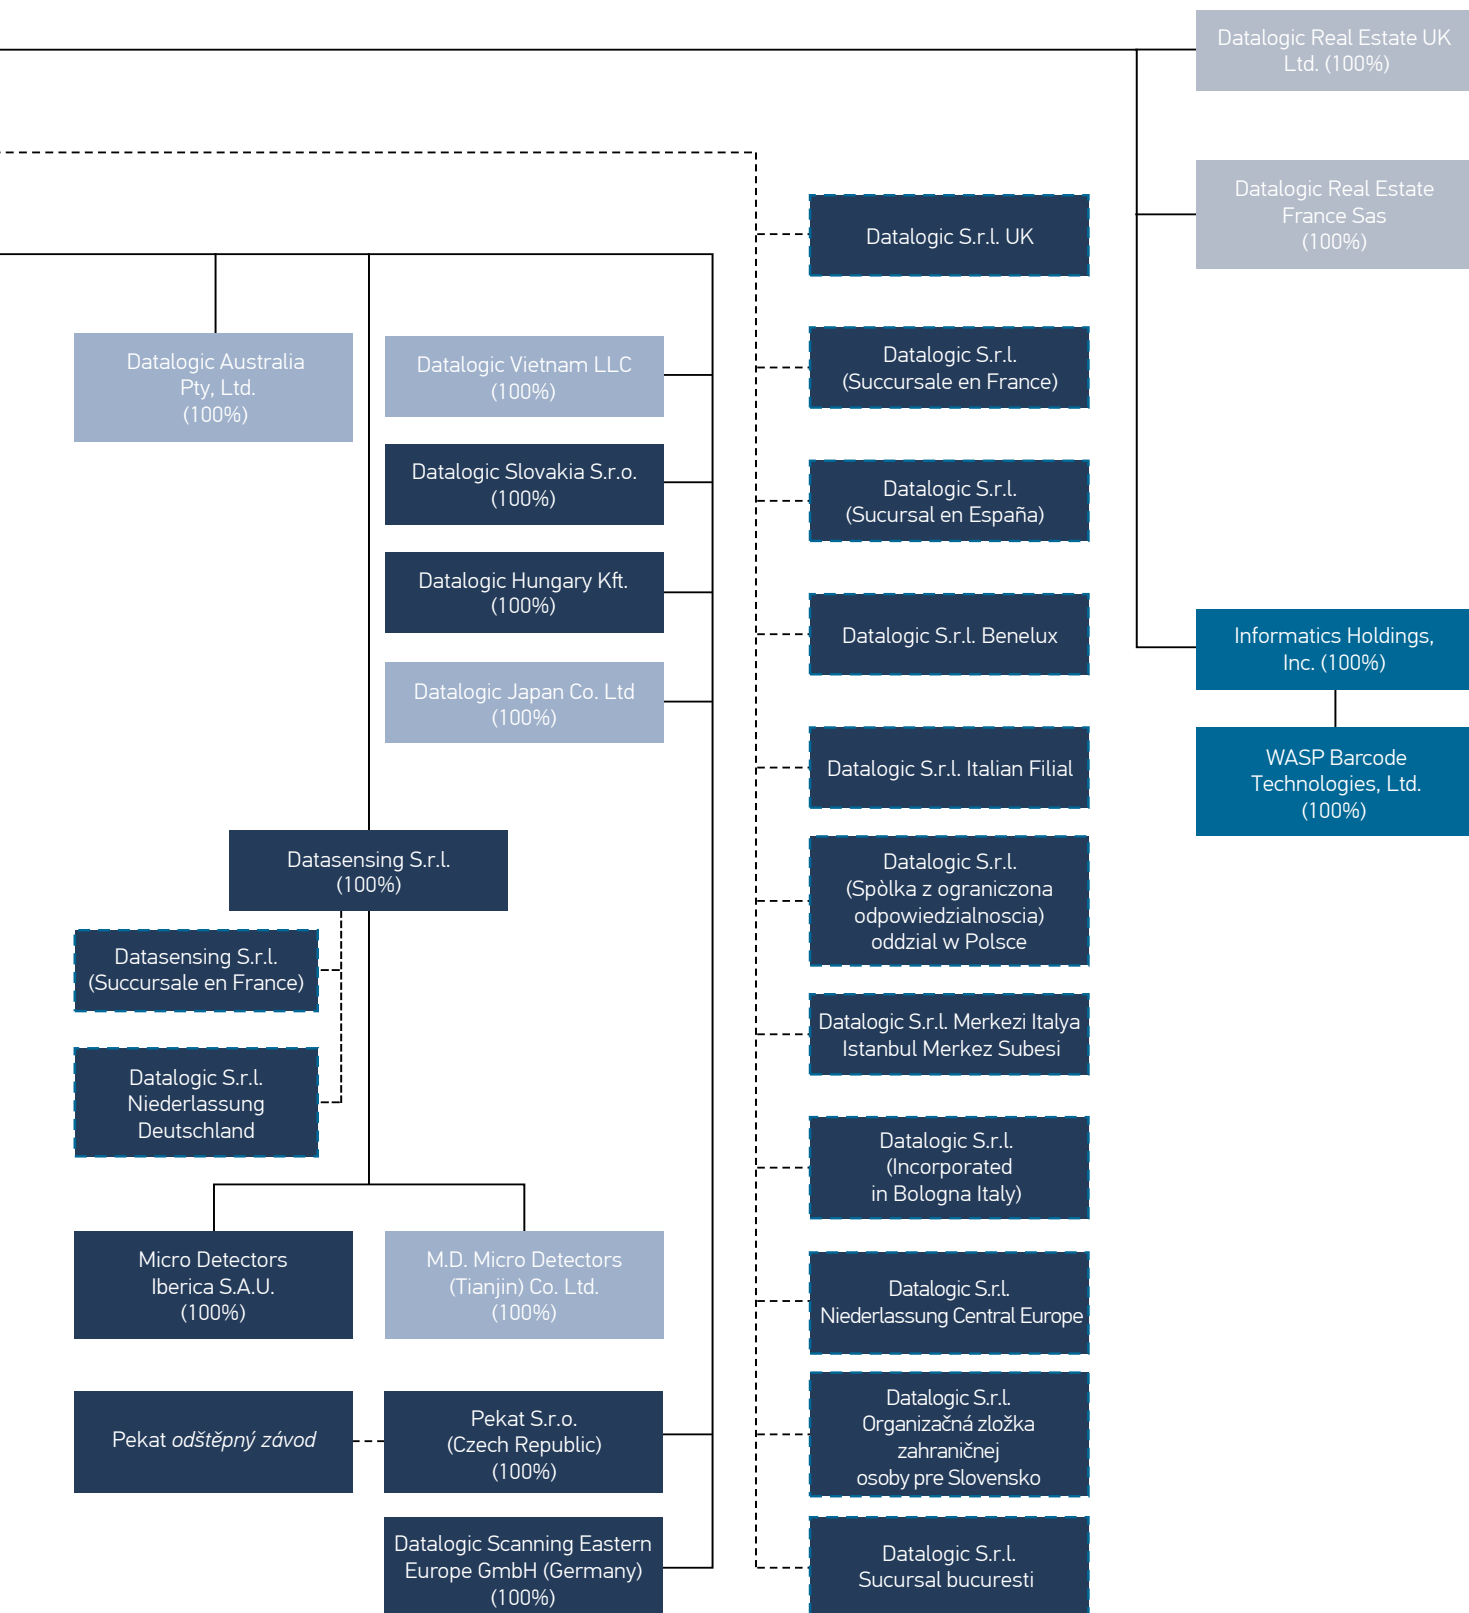 Datalogic Real Estate UK
Ltd. (100%)
Datalogic Real Estate
France Sas
(100%)
Datalogic S.r.l. UK
Datalogic S.r.l.
(Succursale en France)
Datalogic Australia
Pty, Ltd.
(100%)
Datalogic Vietnam LLC
(100%)
Datalogic Slovakia S.r.o.
(100%)
Datalogic S.r.l.
(Sucursal en España)
Datalogic Hungary Kft.
(100%)
Datalogic S.r.l. Benelux
Informatics Holdings,
Inc. (100%)
Datalogic Japan Co. Ltd
(100%)
Datalogic S.r.l. Italian Filial
WASP Barcode
Technologies, Ltd.
(100%)
Datasensing S.r.l.
(100%)
Datalogic S.r.l.
(Spòlka z ograniczona
odpowiedzialnoscia)
oddzial w Polsce
Datasensing S.r.l.
(Succursale en France)
Datalogic S.r.l. Merkezi Italya
Istanbul Merkez Subesi
Datalogic S.r.l.
Niederlassung
Deutschland
Datalogic S.r.l.
(Incorporated
in Bologna Italy)
Micro Detectors
Iberica S.A.U.
(100%)
M.D. Micro Detectors
(Tianjin) Co. Ltd.
(100%)
Datalogic S.r.l.
Niederlassung Central Europe
Pekat odštěpný závod
Pekat S.r.o.
(Czech Republic)
(100%)
Datalogic S.r.l.
Organizačná zložka
zahraničnej
osoby pre Slovensko
Datalogic Scanning Eastern
Europe GmbH (Germany)
(100%)
Datalogic S.r.l.
Sucursal bucuresti